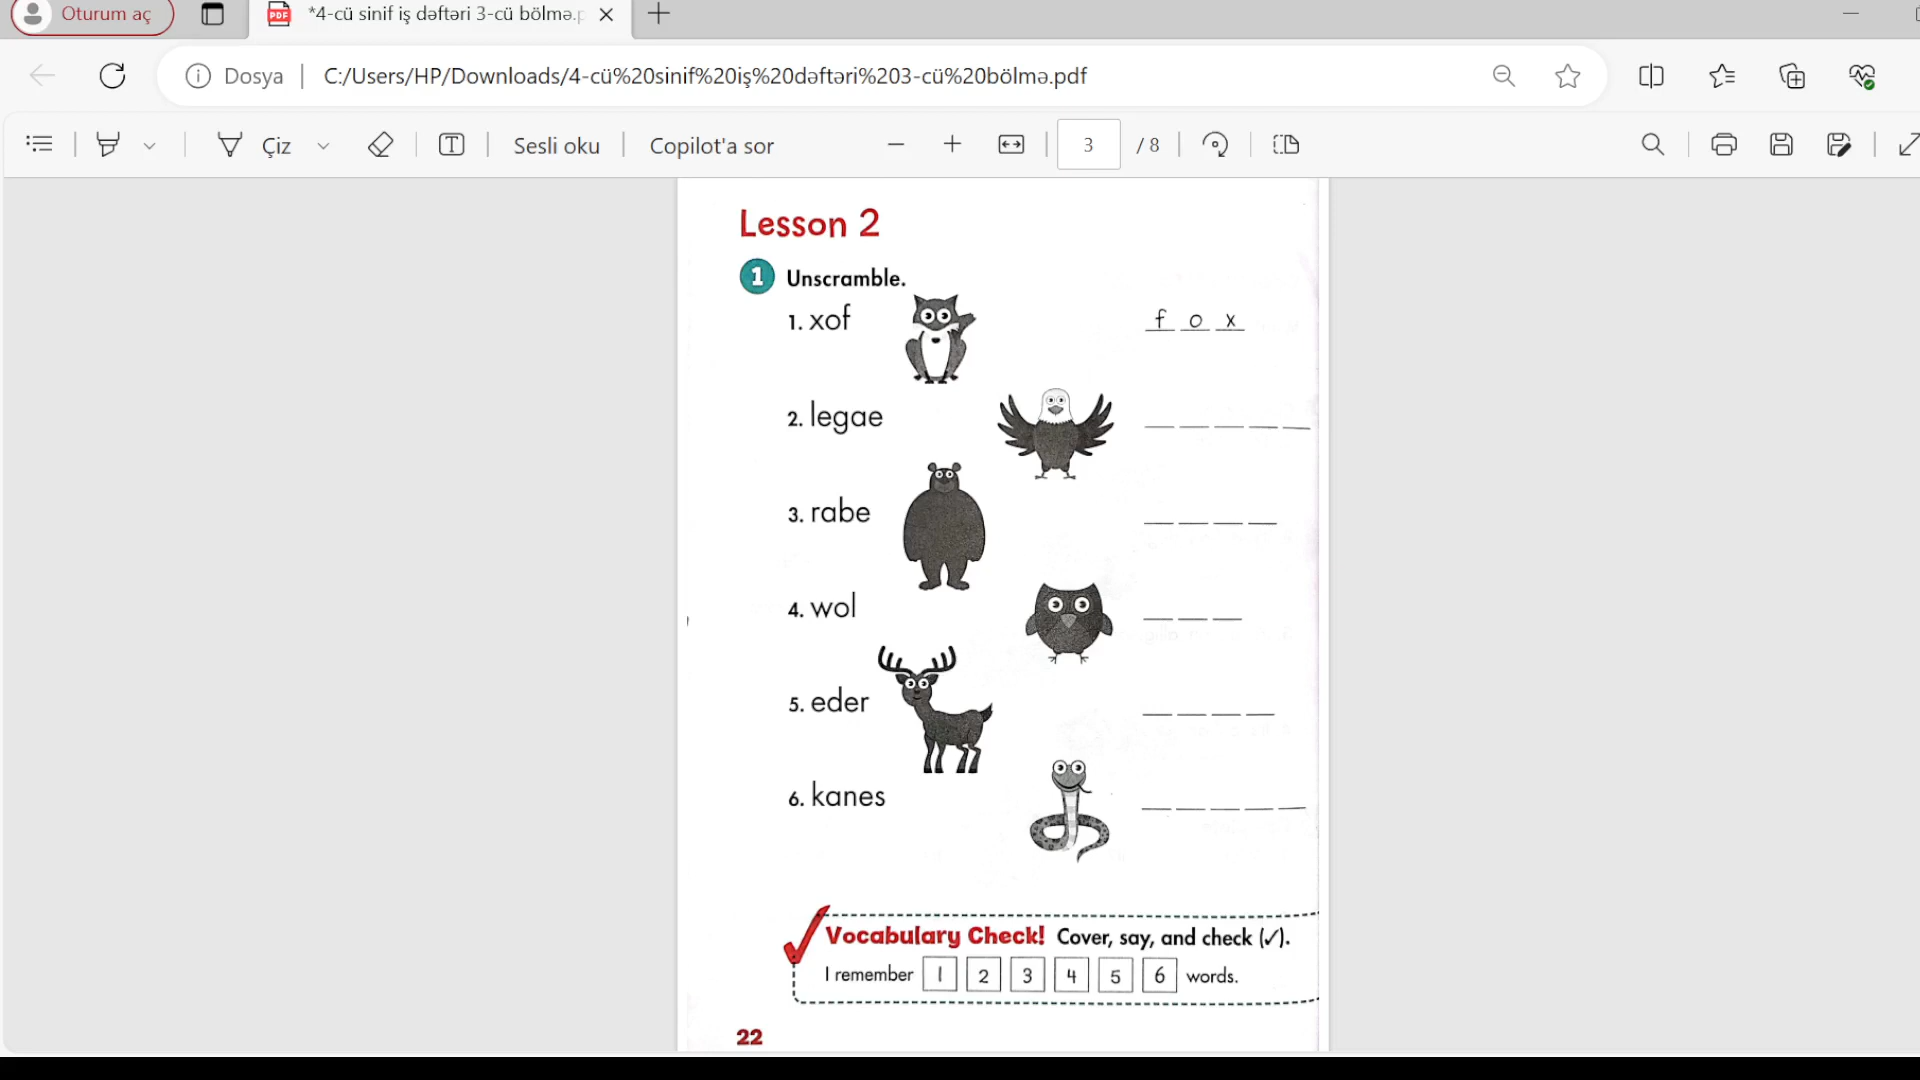 Oturum aç
*4-cü sinif iş dəftəri 3-cü bölmə.p
Dosya
C:/Users/HP/Downloads/4-cü%20sinif%20iş%20dəftəri%203-cü%20bölmə.pdf
Çiz
Sesli oku
Copilot'a sor
3 / 8
Lesson 2
1 Unscramble.
1. xof f o x
2. legae
3. rabe
4. wol
5. eder
6. kanes
Vocabulary Check! Cover, say, and check (✓).
I remember 1 2 3 4 5 6 words.
22